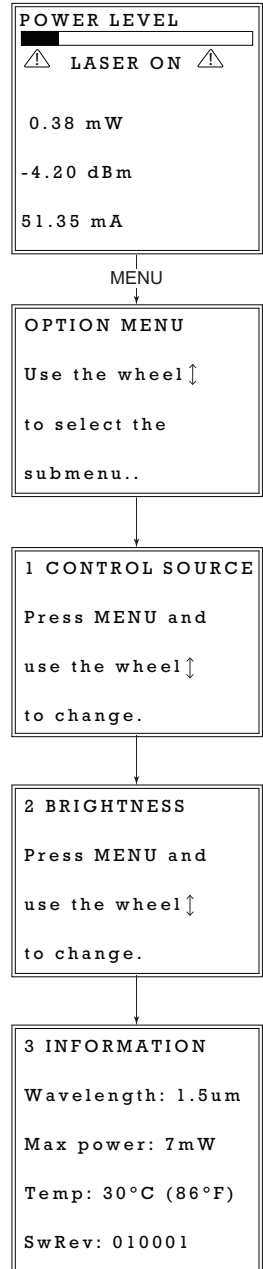 POWER LEVEL
LASER ON
0.38 mW
-4.20 dBm
51.35 mA
MENU
OPTION MENU
Use the wheel↕
to select the
submenu..
1 CONTROL SOURCE
Press MENU and
use the wheel↕
to change.
2 BRIGHTNESS
Press MENU and
use the wheel↕
to change.
3 INFORMATION
Wavelength: 1.5um
Max power: 7mW
Temp: 30°C (86°F)
SwRev: 010001